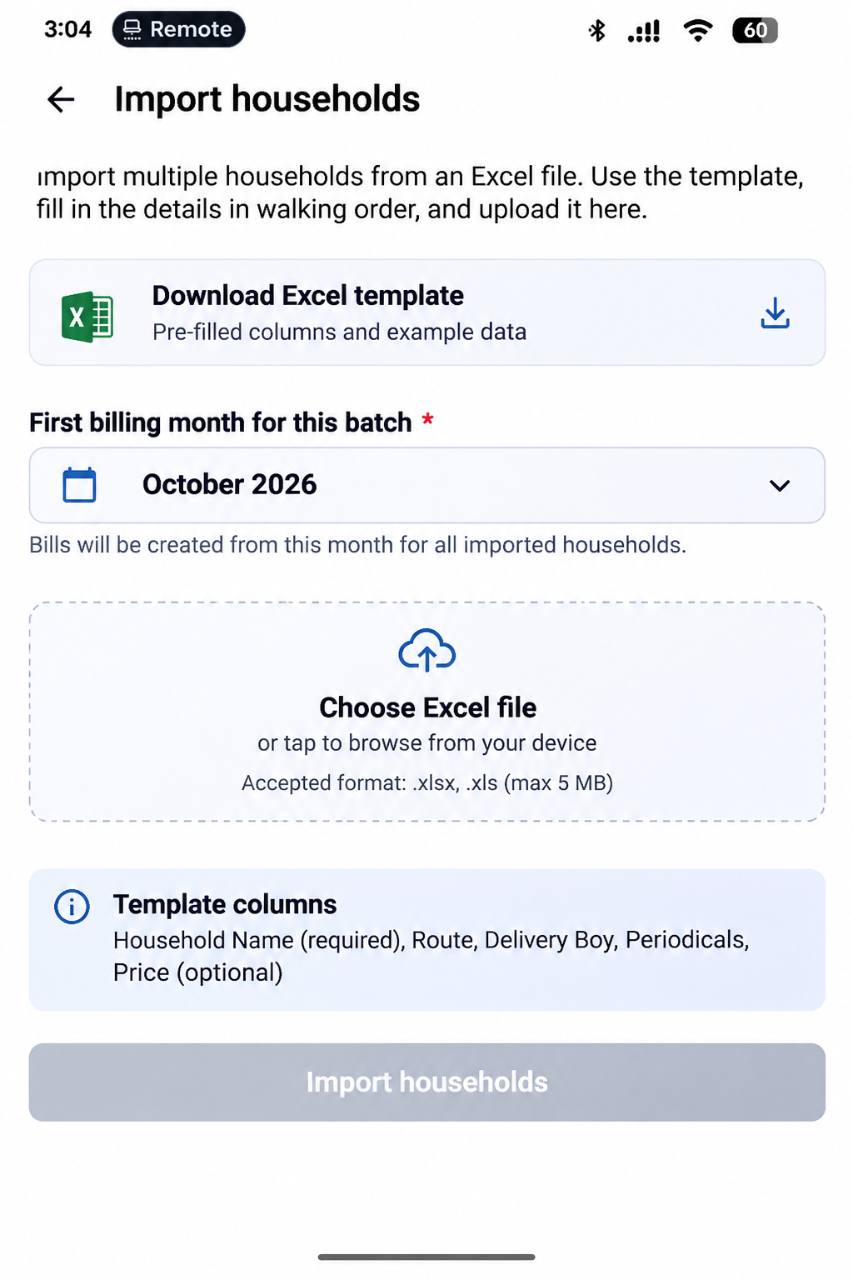 3:04 Remote 60
Import households
import multiple households from an Excel file. Use the template,
fill in the details in walking order, and upload it here.
X
Download Excel template
Pre-filled columns and example data
First billing month for this batch *
October 2026
Bills will be created from this month for all imported households.
Choose Excel file
or tap to browse from your device
Accepted format: .xlsx, .xls (max 5 MB)
i
Template columns
Household Name (required), Route, Delivery Boy, Periodicals,
Price (optional)
Import households